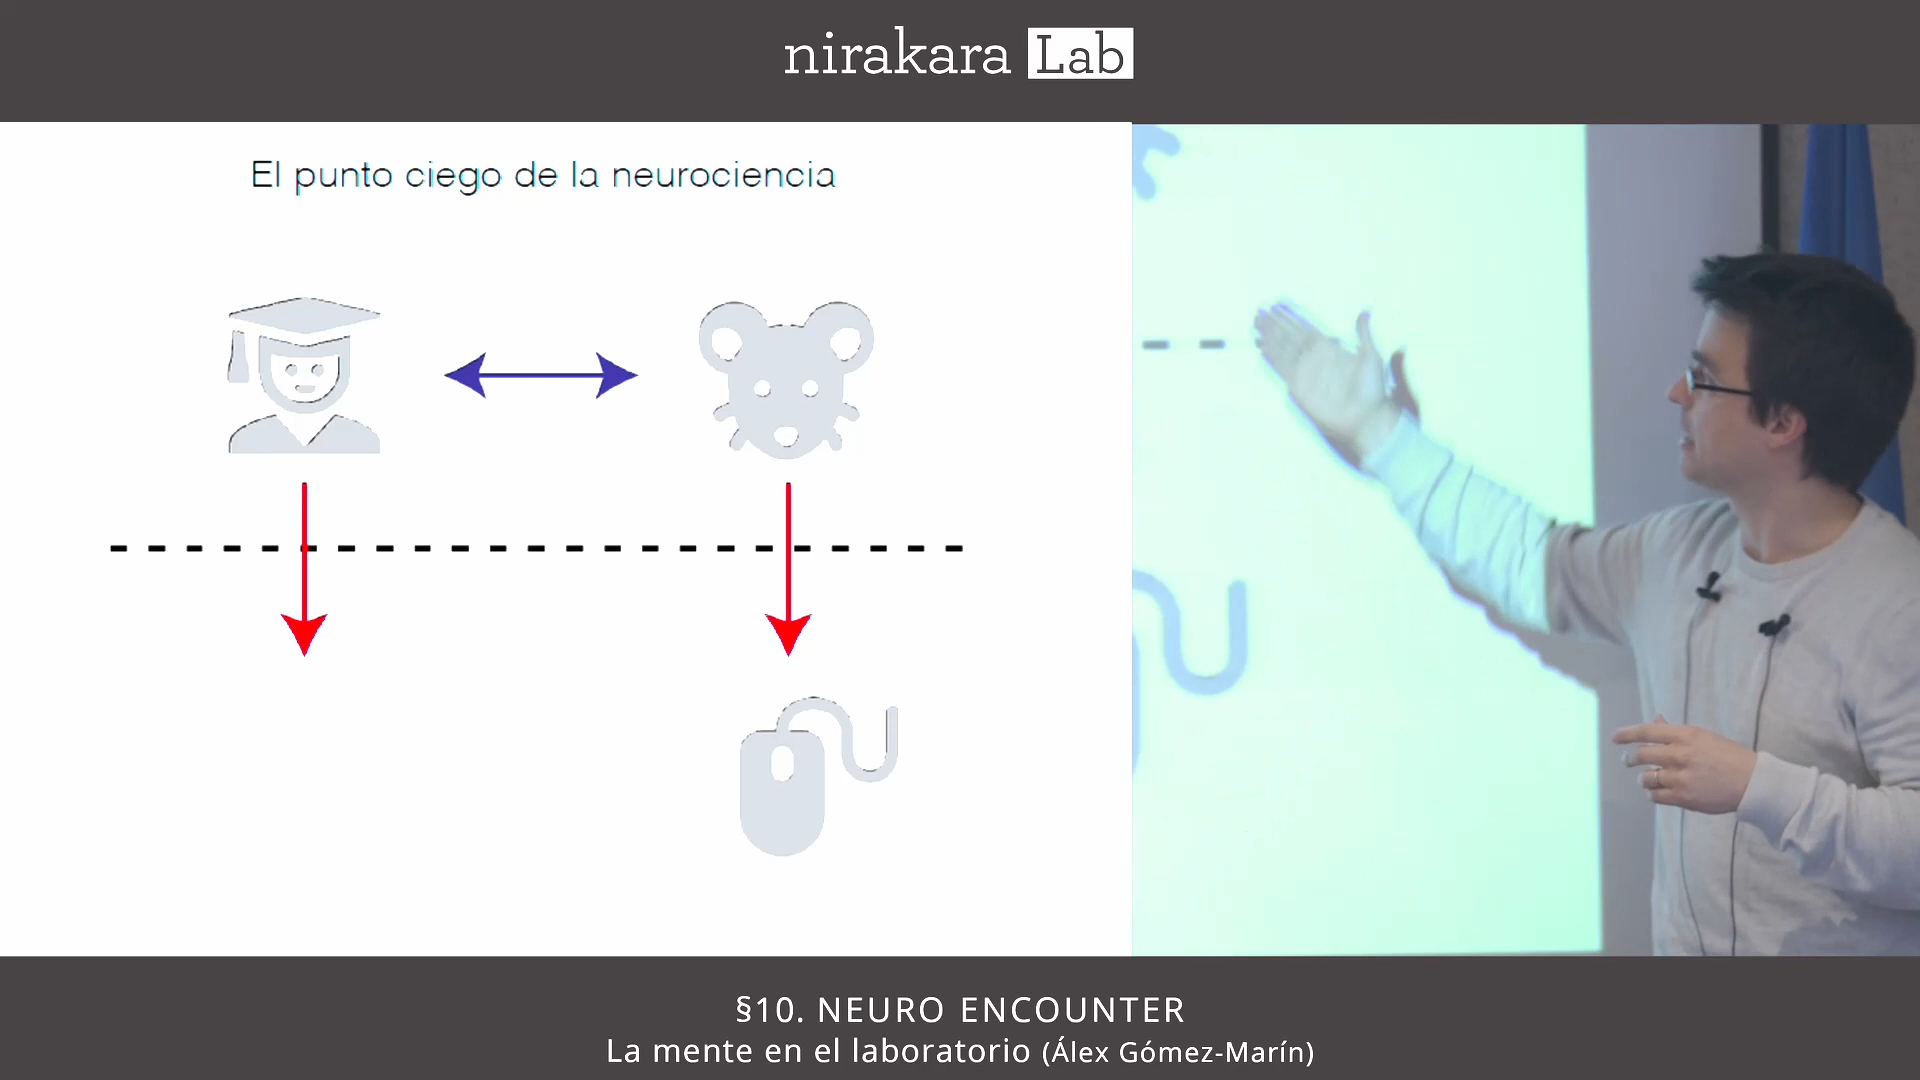 nirakara Lab
El punto ciego de la neurociencia
§10. NEURO ENCOUNTER
La mente en el laboratorio (Álex Gómez-Marín)